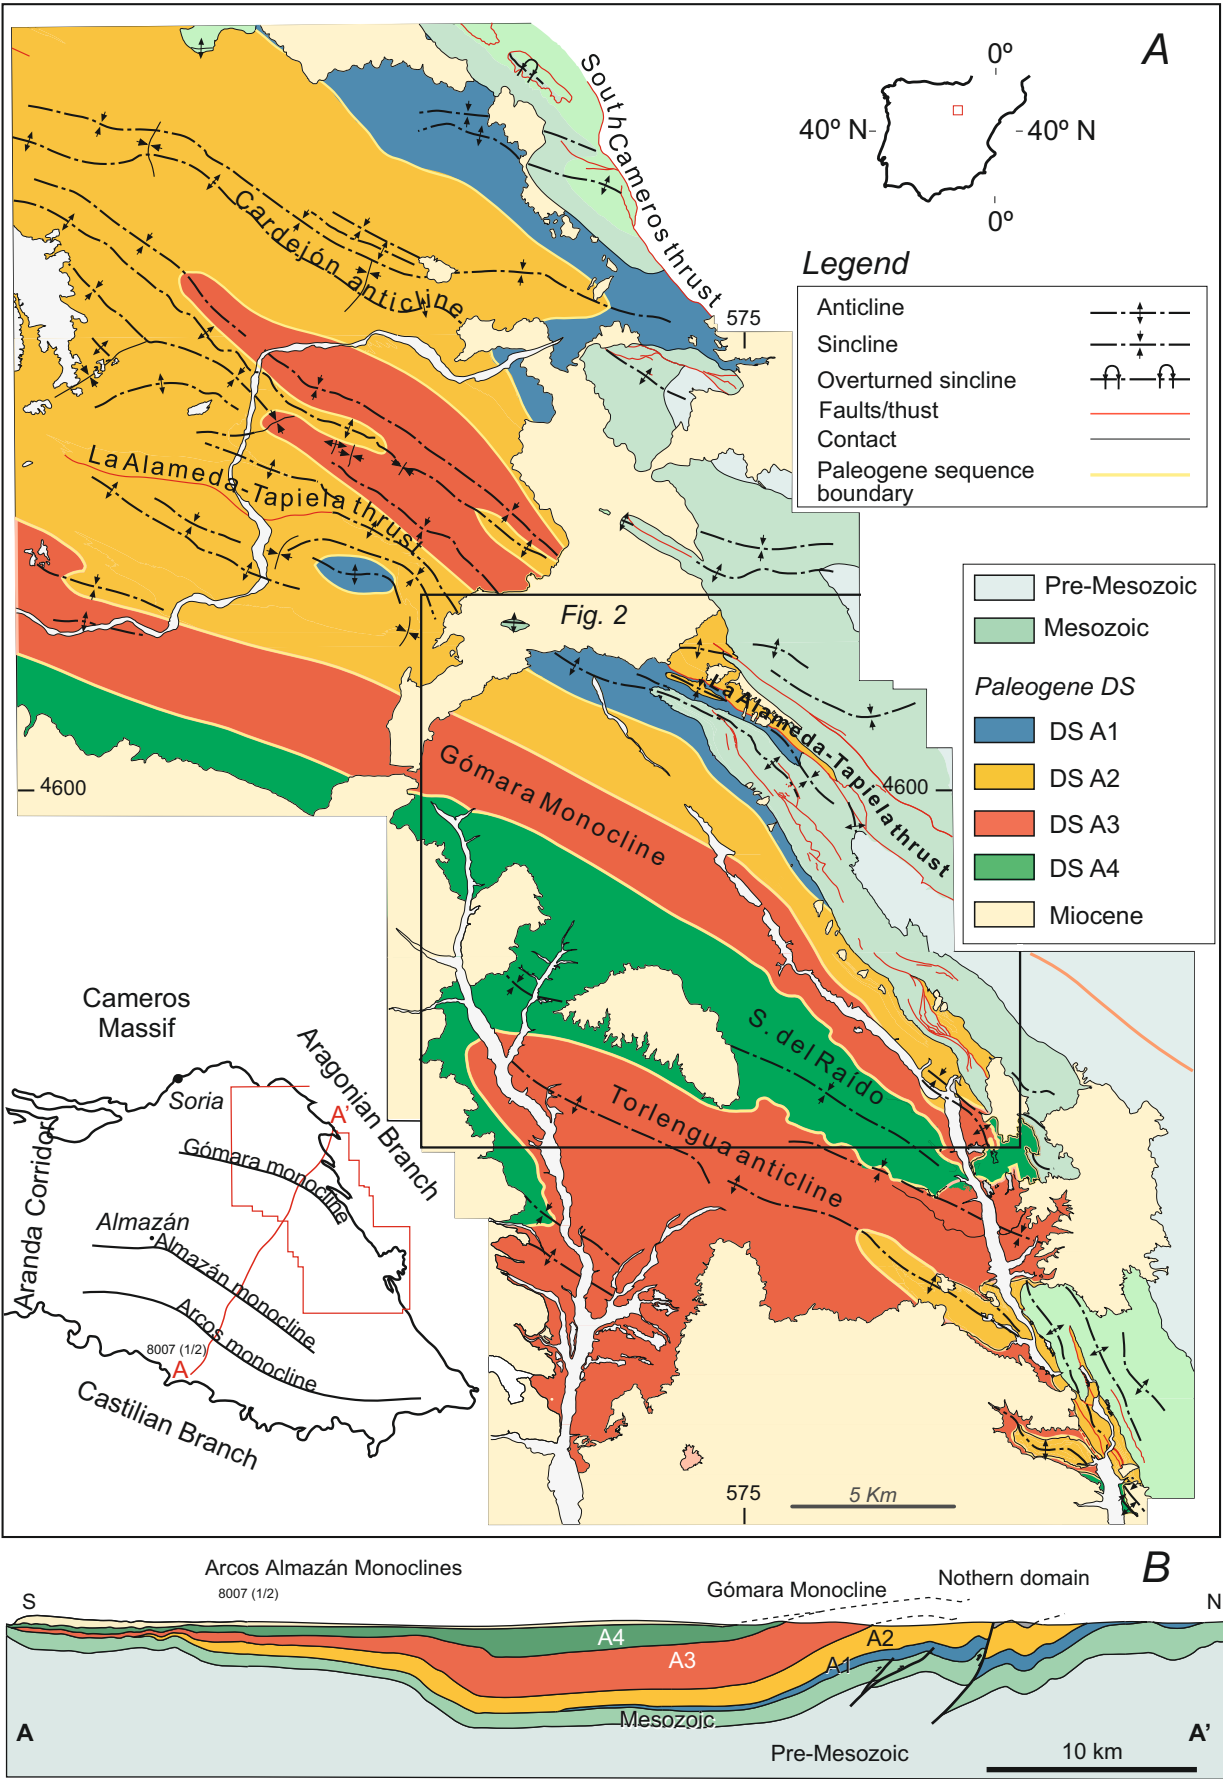 A
0º
40º N
40º N
0º
South Cameros thrust
Legend
Anticline
Sincline
Overturned sincline
Faults/thrust
Contact
Paleogene sequence
boundary
575
Cardejón anticline
La Alameda-Tapiela thrust
Fig. 2
Pre-Mesozoic
Mesozoic
Paleogene DS
DS A1
DS A2
DS A3
DS A4
Miocene
La Alameda-Tapiela thrust
Gómara Monocline
4600
4600
S. del Raído
Torlengua anticline
Cameros
Massif
Aragonian Branch
Soria
A'
Gómara monocline
Aranda Corridor
Almazán
Almazán monocline
Arcos monocline
8007 (1/2)
A
Castilian Branch
575
5 Km
B
Arcos Almazán Monoclines
8007 (1/2)
Gómara Monocline
Nothern domain
S
N
A4
A3
A2
A1
Mesozoic
A
A'
Pre-Mesozoic
10 km